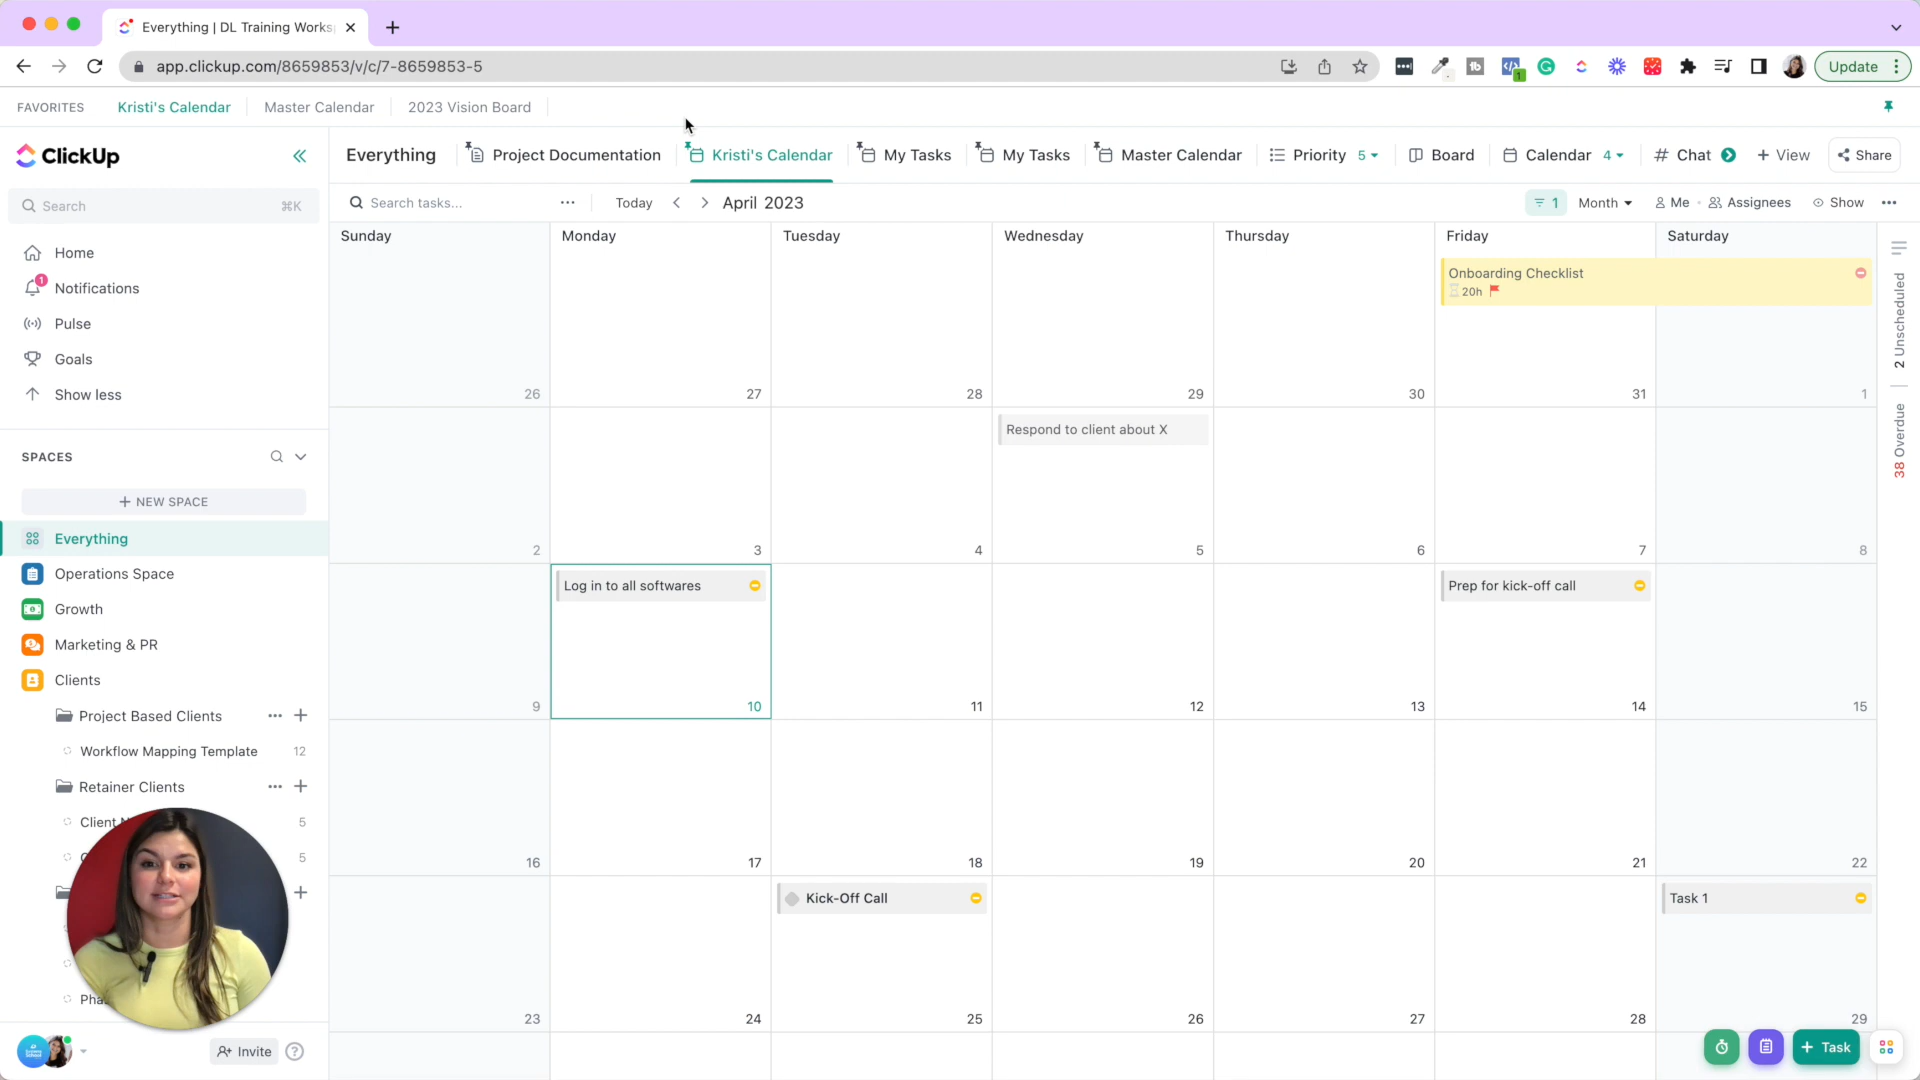 Everything | DL Training Works
app.clickup.com/8659853/v/c/7-8659853-5
1
Update
FAVORITES
Kristi's Calendar
Master Calendar
2023 Vision Board
ClickUp
Everything
Project Documentation
Kristi's Calendar
My Tasks
My Tasks
Master Calendar
Priority 5
Board
Calendar 4
# Chat
+ View
Share
Search ⌘K
Search tasks...
Today
April 2023
1
Month
Me
Assignees
Show
Home
1
Notifications
Pulse
Goals
Show less
SPACES
+ NEW SPACE
Everything
Operations Space
Growth
Marketing & PR
Clients
Project Based Clients
Workflow Mapping Template 12
Retainer Clients
Client 5
5
Pha
Invite
?
Sunday Monday Tuesday Wednesday Thursday Friday Saturday
Onboarding Checklist
20h
26 27 28 29 30 31 1
Respond to client about X
2 3 4 5 6 7 8
Log in to all softwares
Prep for kick-off call
9 10 11 12 13 14 15
16 17 18 19 20 21 22
Kick-Off Call
Task 1
23 24 25 26 27 28 29
2 Unscheduled
38 Overdue
+ Task